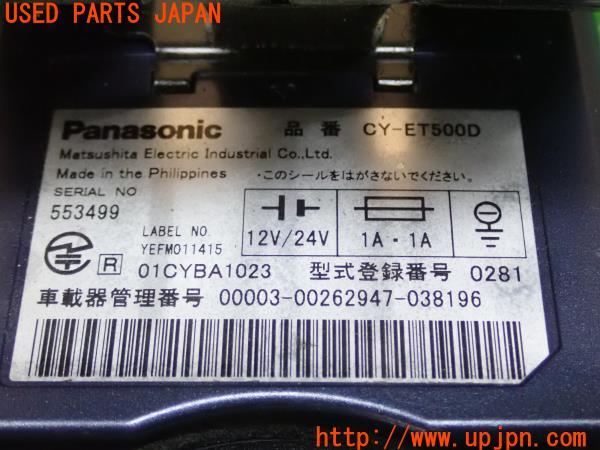 USED PARTS JAPAN
Panasonic 品 番 CY-ET500D
Matsushita Electric Industrial Co.,Ltd.
Made in the Philippines ・このシールをはがさないでください。
SERIAL NO
553499
LABEL NO.
YEFM011415
12V/24V 1A・1A
R 01CYBA1023 型式登録番号 0281
車載器管理番号 00003-00262947-038196
http://www.upjpn.com